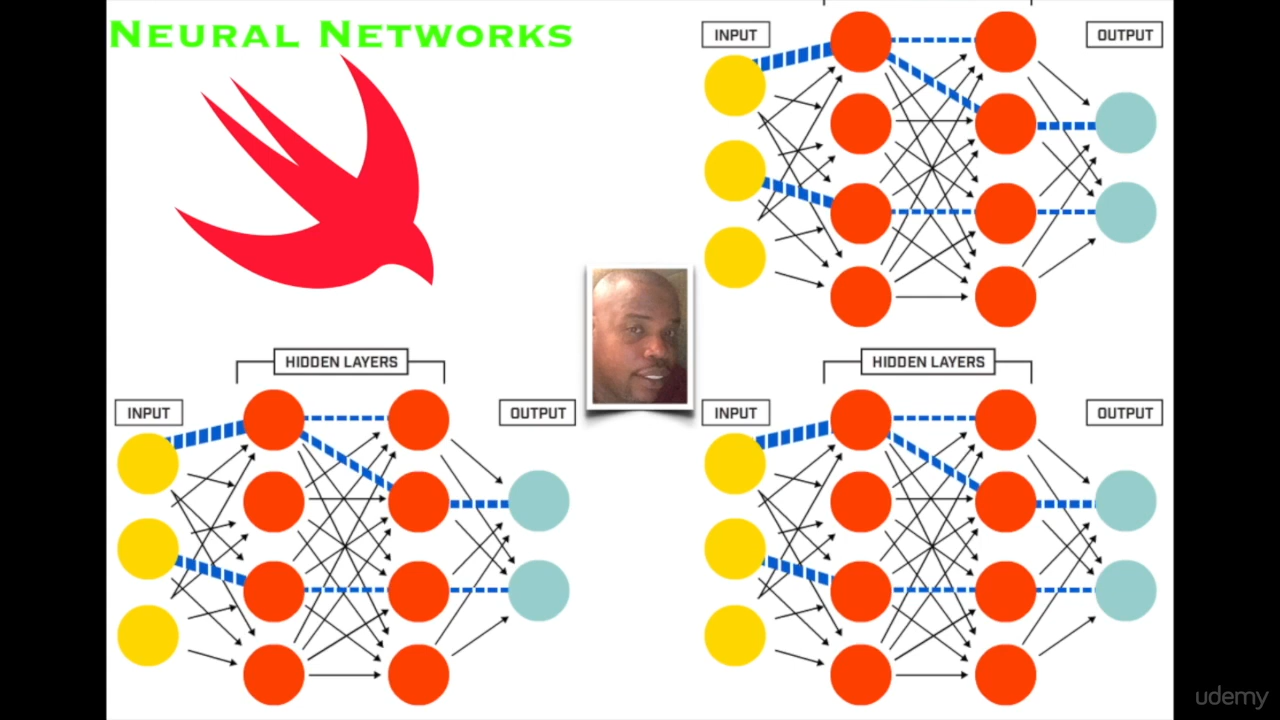 NEURAL NETWORKS
INPUT
OUTPUT
HIDDEN LAYERS
INPUT
OUTPUT
HIDDEN LAYERS
INPUT
OUTPUT
udemy